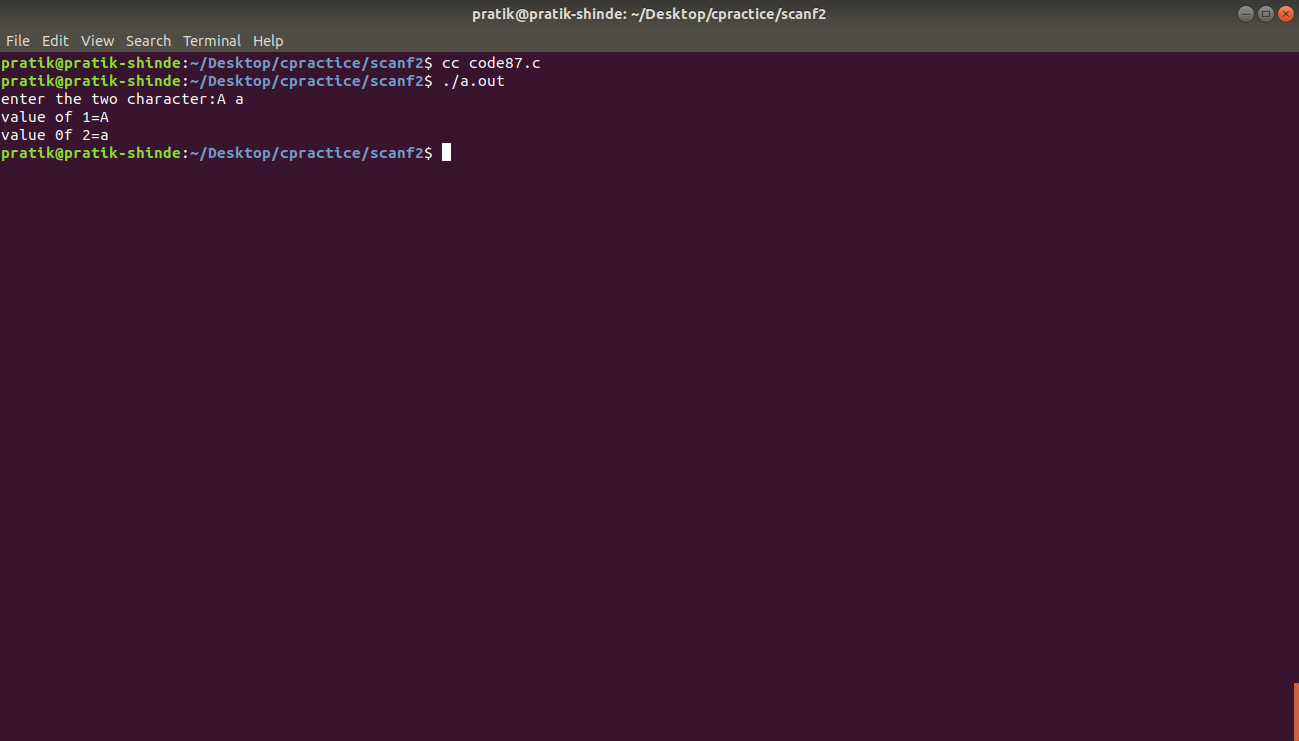 pratik@pratik-shinde: ~/Desktop/cpractice/scanf2
File Edit View Search Terminal Help
pratik@pratik-shinde:~/Desktop/cpractice/scanf2$ cc code87.c
pratik@pratik-shinde:~/Desktop/cpractice/scanf2$ ./a.out
enter the two character:A a
value of 1=A
value 0f 2=a
pratik@pratik-shinde:~/Desktop/cpractice/scanf2$